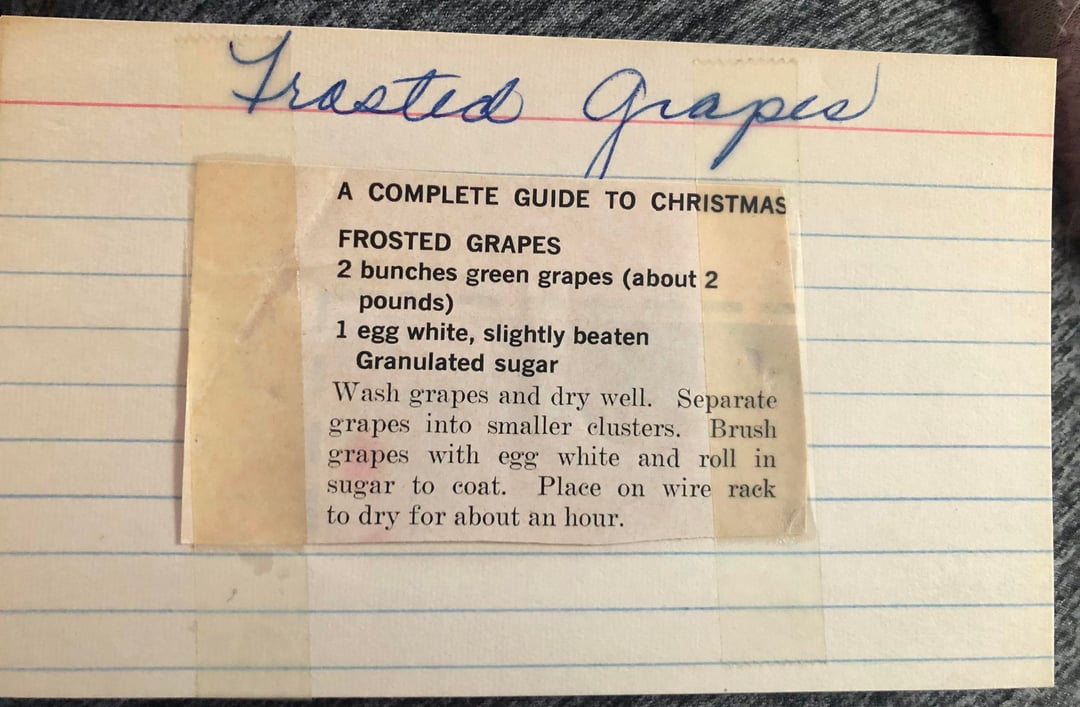 Frosted Grapes
A COMPLETE GUIDE TO CHRISTMAS
FROSTED GRAPES
2 bunches green grapes (about 2
pounds)
1 egg white, slightly beaten
Granulated sugar
Wash grapes and dry well. Separate
grapes into smaller clusters. Brush
grapes with egg white and roll in
sugar to coat. Place on wire rack
to dry for about an hour.